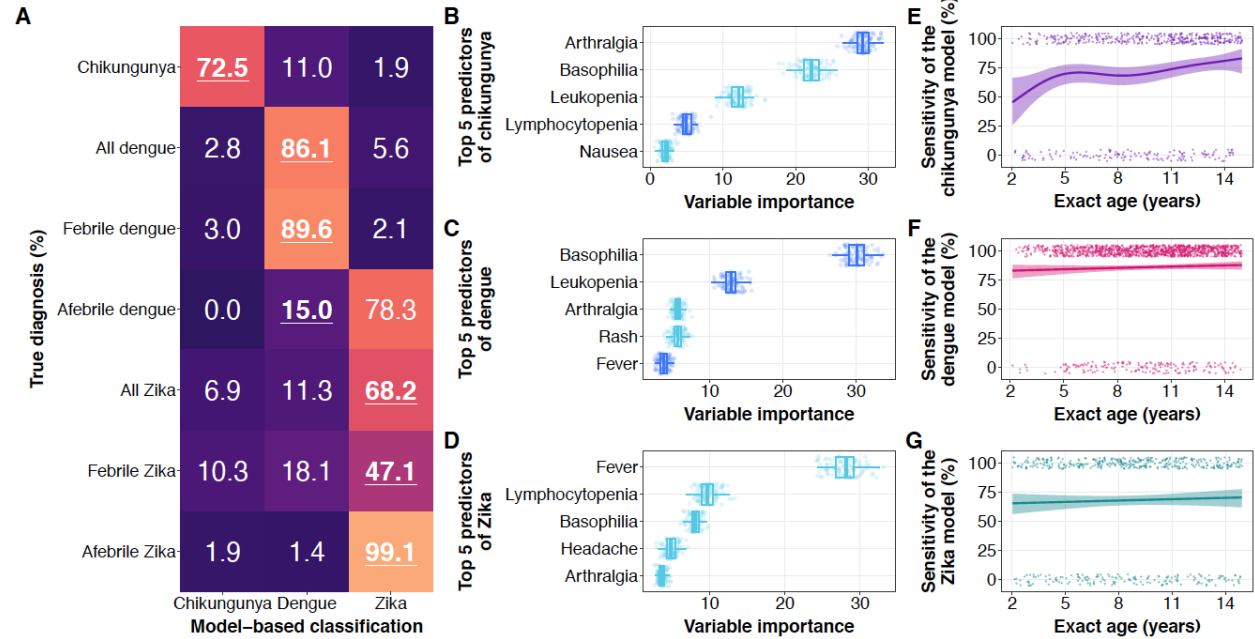 A
True diagnosis (%)
Chikungunya 72.5 11.0 1.9
All dengue 2.8 86.1 5.6
Febrile dengue 3.0 89.6 2.1
Afebrile dengue 0.0 15.0 78.3
All Zika 6.9 11.3 68.2
Febrile Zika 10.3 18.1 47.1
Afebrile Zika 1.9 1.4 99.1
Chikungunya Dengue Zika
Model-based classification
B
Top 5 predictors
of chikungunya
Arthralgia
Basophilia
Leukopenia
Lymphocytopenia
Nausea
0 10 20 30
Variable importance
C
Top 5 predictors
of dengue
Basophilia
Leukopenia
Arthralgia
Rash
Fever
10 20 30
Variable importance
D
Top 5 predictors
of Zika
Fever
Lymphocytopenia
Basophilia
Headache
Arthralgia
10 20 30
Variable importance
E
Sensitivity of the
chikungunya model (%)
100
75
50
25
0
2 5 8 11 14
Exact age (years)
F
Sensitivity of the
dengue model (%)
100
75
50
25
0
2 5 8 11 14
Exact age (years)
G
Sensitivity of the
Zika model (%)
100
75
50
25
0
2 5 8 11 14
Exact age (years)